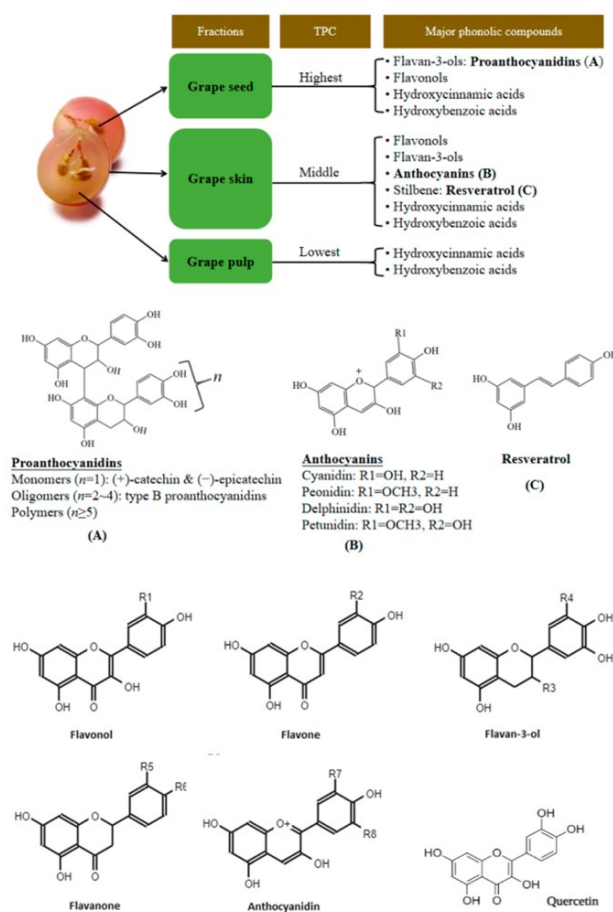 Fractions
TPC
Major phonolic compounds
Grape seed
Highest
• Flavan-3-ols: Proanthocyanidins (A)
• Flavonols
• Hydroxycinnamic acids
• Hydroxybenzoic acids
Grape skin
Middle
• Flavonols
• Flavan-3-ols
• Anthocyanins (B)
• Stilbene: Resveratrol (C)
• Hydroxycinnamic acids
• Hydroxybenzoic acids
Grape pulp
Lowest
• Hydroxycinnamic acids
• Hydroxybenzoic acids
OH
OH
HO
O
OH
OH
OH
OH
HO
O
OH
OH
n
R1
OH
HO
O
+
R2
OH
OH
OH
HO
OH
Proanthocyanidins
Monomers (n=1): (+)-catechin & (−)-epicatechin
Oligomers (n=2~4): type B proanthocyanidins
Polymers (n≥5)
(A)
Anthocyanins
Cyanidin: R1=OH, R2=H
Peonidin: R1=OCH3, R2=H
Delphinidin: R1=R2=OH
Petunidin: R1=OCH3, R2=OH
(B)
Resveratrol
(C)
R1
OH
HO
O
OH
OH
O
Flavonol
R2
OH
HO
O
OH
O
Flavone
R4
OH
HO
O
OH
R3
OH
Flavan-3-ol
R5
R6
HO
O
OH
O
Flavanone
R7
OH
HO
O+
R8
OH
OH
Anthocyanidin
HO
OH
HO
O
OH
OH
O
Quercetin